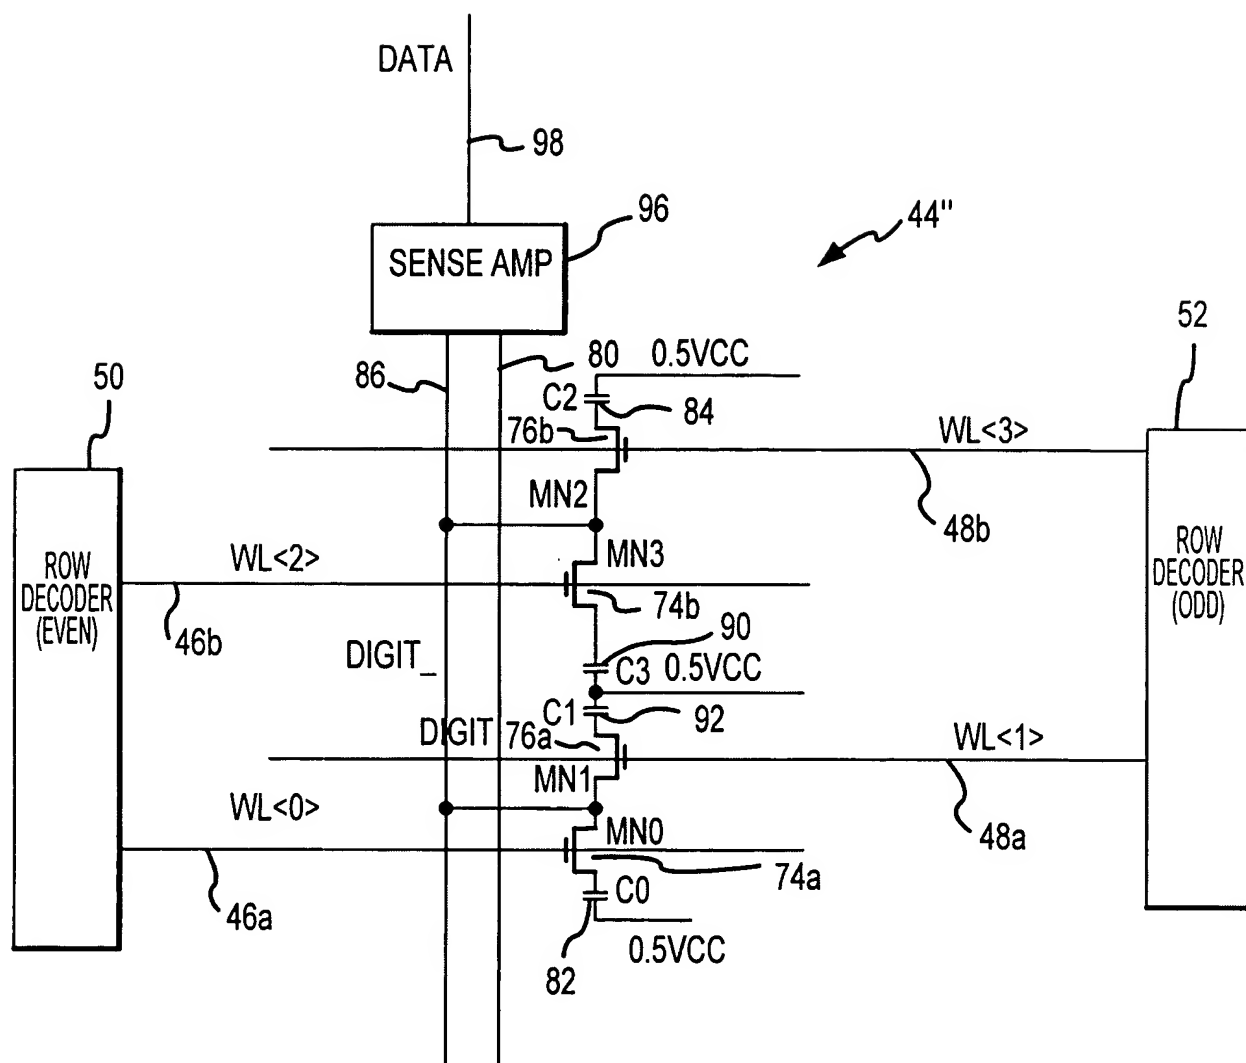 DATA
98
96
44"
SENSE AMP
52
80
0.5VCC
50
86
C2
84
76b
WL<3>
MN2
48b
ROW
DECODER
(ODD)
MN3
WL<2>
ROW
DECODER
(EVEN)
74b
46b
90
DIGIT_
C3
0.5VCC
C1
92
DIGIT
76a
WL<1>
MN1
WL<0>
MN0
48a
74a
C0
46a
0.5VCC
82